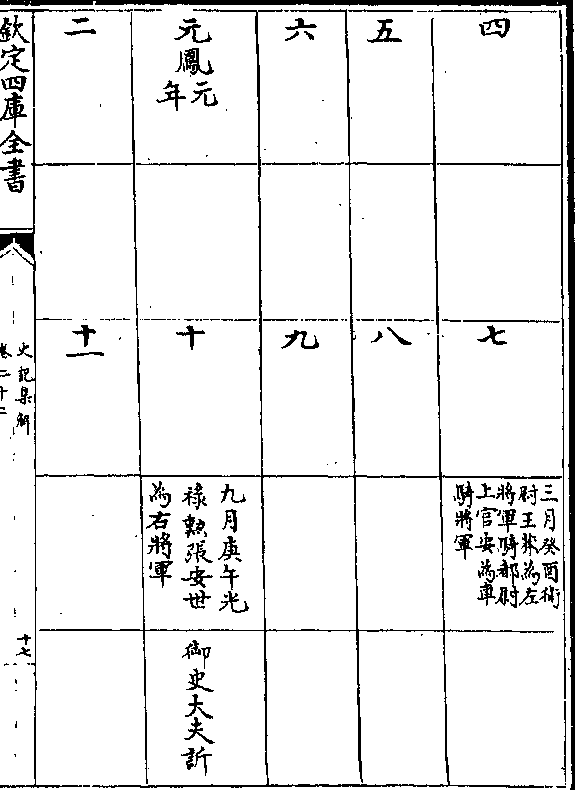 四
五
六
元鳳元年
二
七
八
九
十
十一
三月癸酉衛
尉王莽為左
將軍騎都尉
上官安為車
騎將軍
九月庚午光
祿勲張安世
為右將軍
御史大夫訢
欽定四庫全書
史記集解
卷二十二
十七